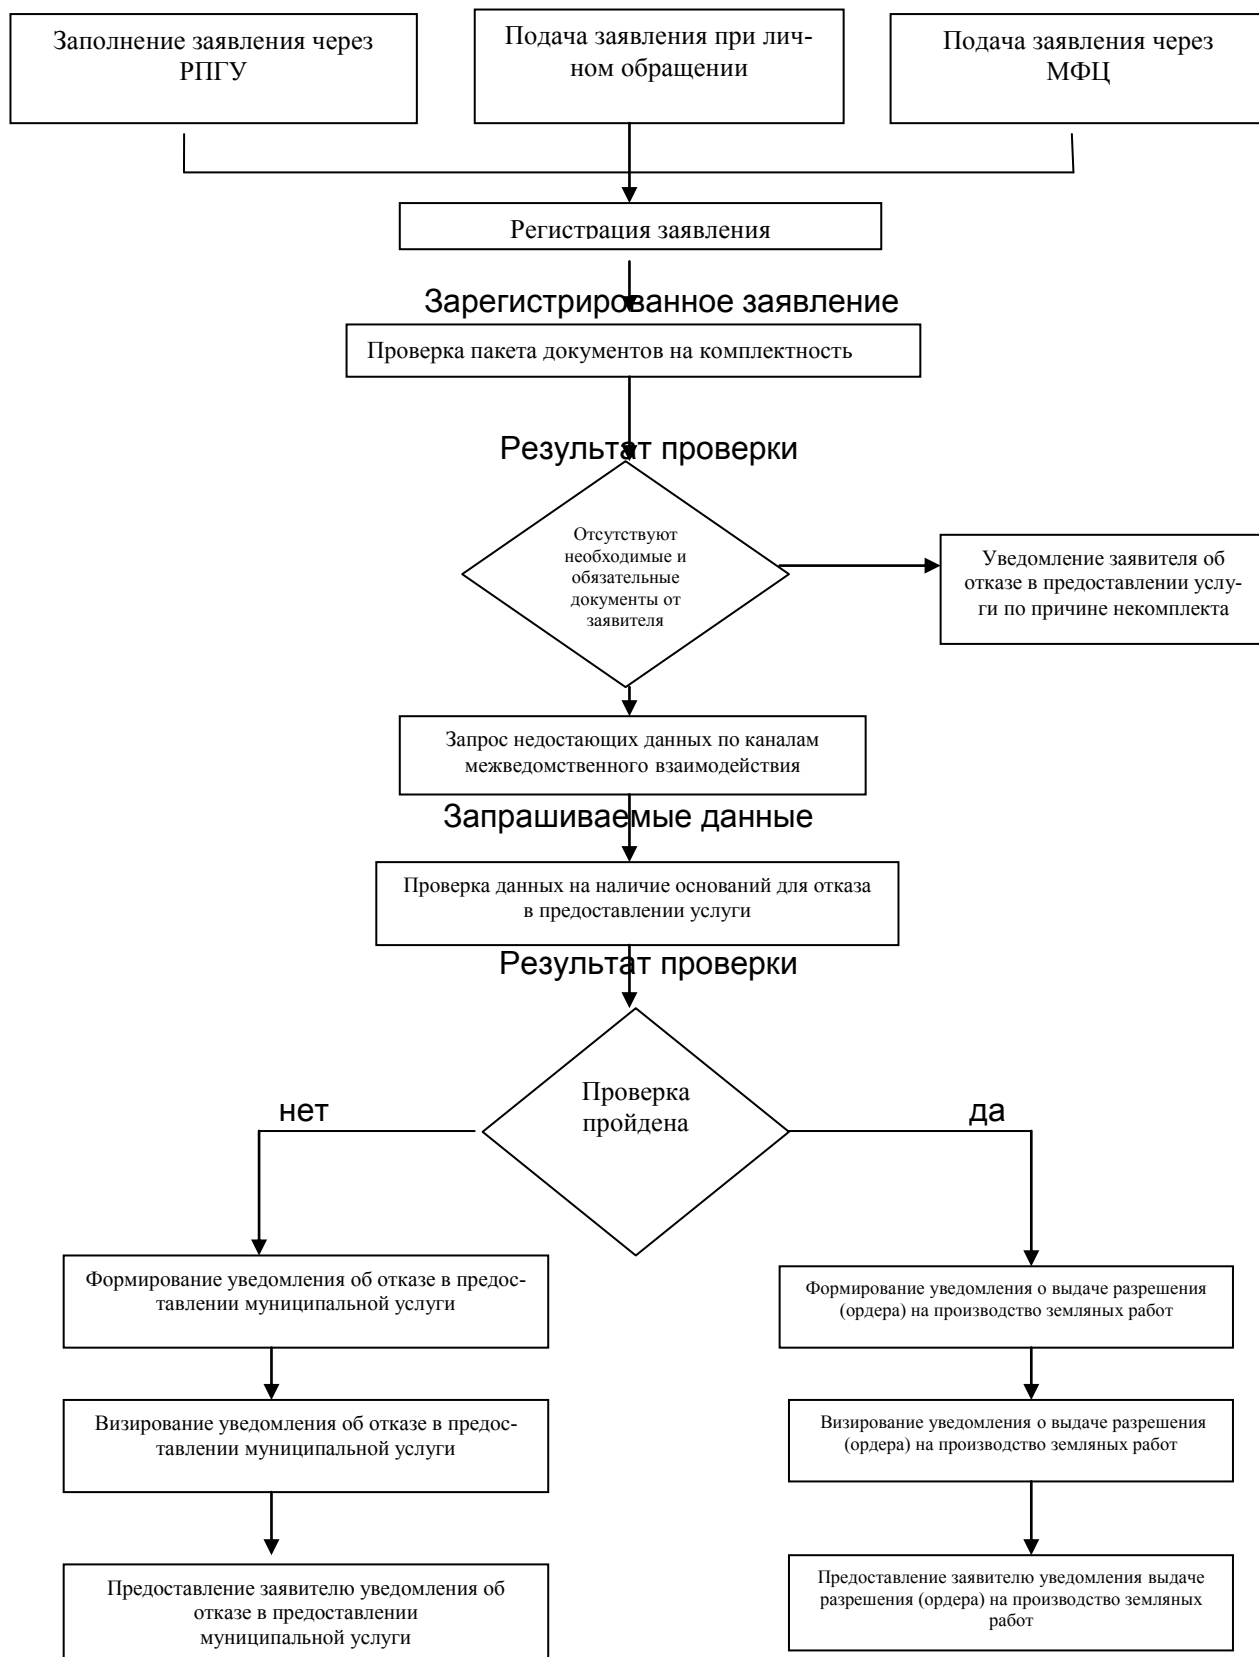 Заполнение заявления через
РПГУ
Подача заявления при лич-
ном обращении
Подача заявления через
МФЦ
Регистрация заявления
Зарегистрированное заявление
Проверка пакета документов на комплектность
Результат проверки
Отсутствуют
необходимые и
обязательные
документы от
заявителя
Уведомление заявителя об
отказе в предоставлении услу-
ги по причине некомплекта
Запрос недостающих данных по каналам
межведомственного взаимодействия
Запрашиваемые данные
Проверка данных на наличие оснований для отказа
в предоставлении услуги
Результат проверки
Проверка
пройдена
нет
да
Формирование уведомления об отказе в предос-
тавлении муниципальной услуги
Формирование уведомления о выдаче разрешения
(ордера) на производство земляных работ
Визирование уведомления об отказе в предос-
тавлении муниципальной услуги
Визирование уведомления о выдаче разрешения
(ордера) на производство земляных работ
Предоставление заявителю уведомления об
отказе в предоставлении
муниципальной услуги
Предоставление заявителю уведомления выдаче
разрешения (ордера) на производство земляных
работ